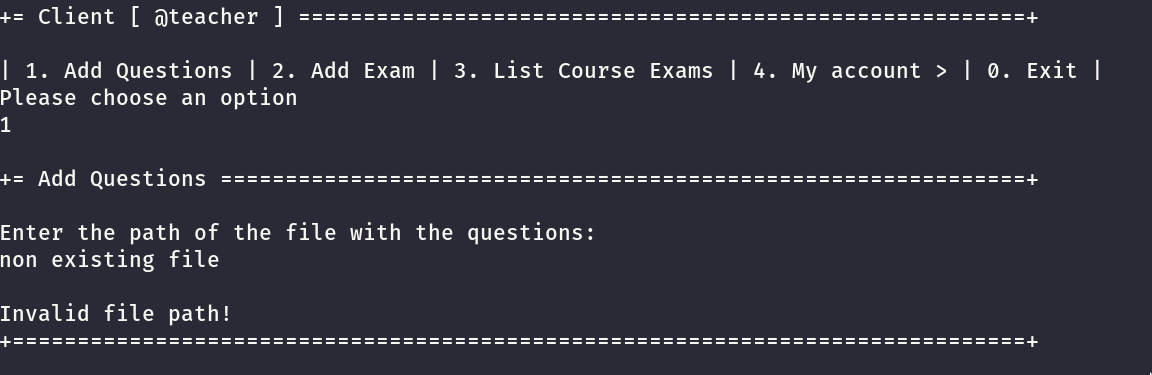 += Client [ @teacher ] ========================================================+
| 1. Add Questions | 2. Add Exam | 3. List Course Exams | 4. My account > | 0. Exit |
Please choose an option
1
+= Add Questions ==============================================================+
Enter the path of the file with the questions:
non existing file
Invalid file path!
+==============================================================================+